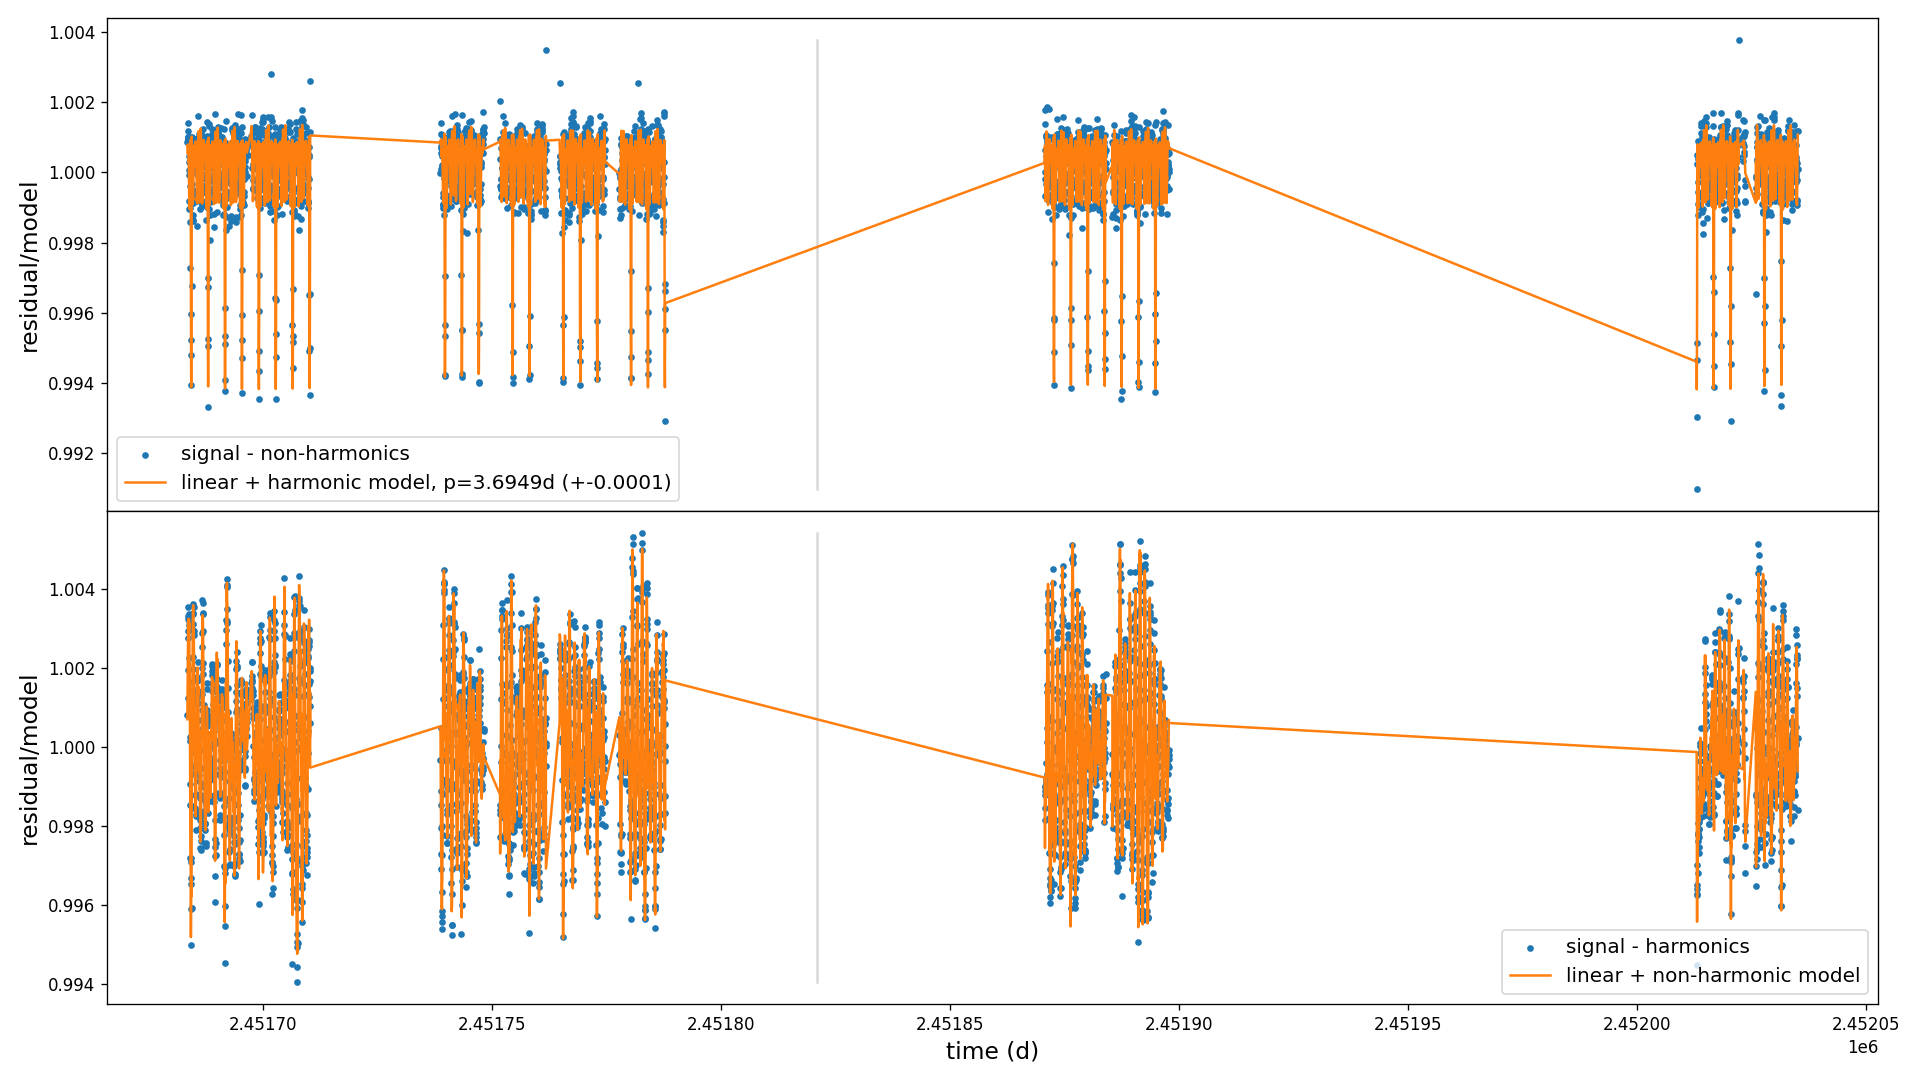 1.004
1.002
1.000
0.998
0.996
0.994
0.992
residual/model
signal - non-harmonics
linear + harmonic model, p=3.6949d (+-0.0001)
1.004
1.002
1.000
0.998
0.996
0.994
residual/model
signal - harmonics
linear + non-harmonic model
2.45170 2.45175 2.45180 2.45185 2.45190 2.45195 2.45200 2.45205
1e6
time (d)